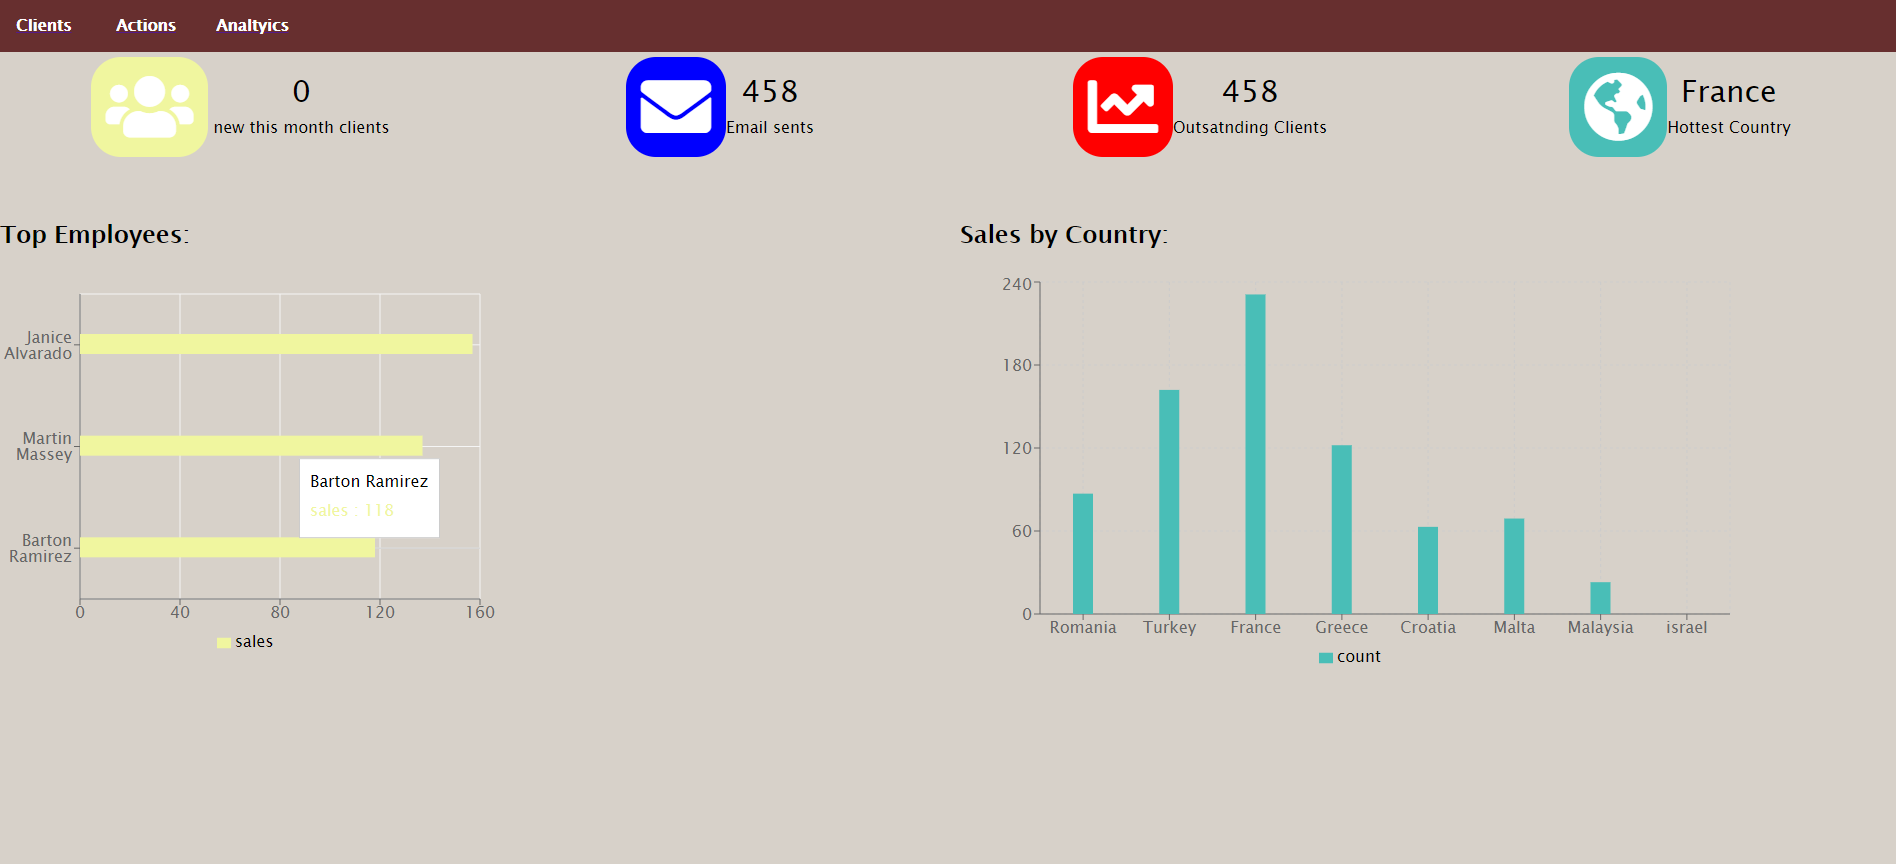 Clients Actions Analtyics
0
new this month clients
458
Email sents
458
Outsatnding Clients
France
Hottest Country
Top Employees:
Janice
Alvarado
Martin
Massey
Barton Ramirez
sales : 118
Barton
Ramirez
0 40 80 120 160
sales
Sales by Country:
240
180
120
60
0
Romania Turkey France Greece Croatia Malta Malaysia israel
count